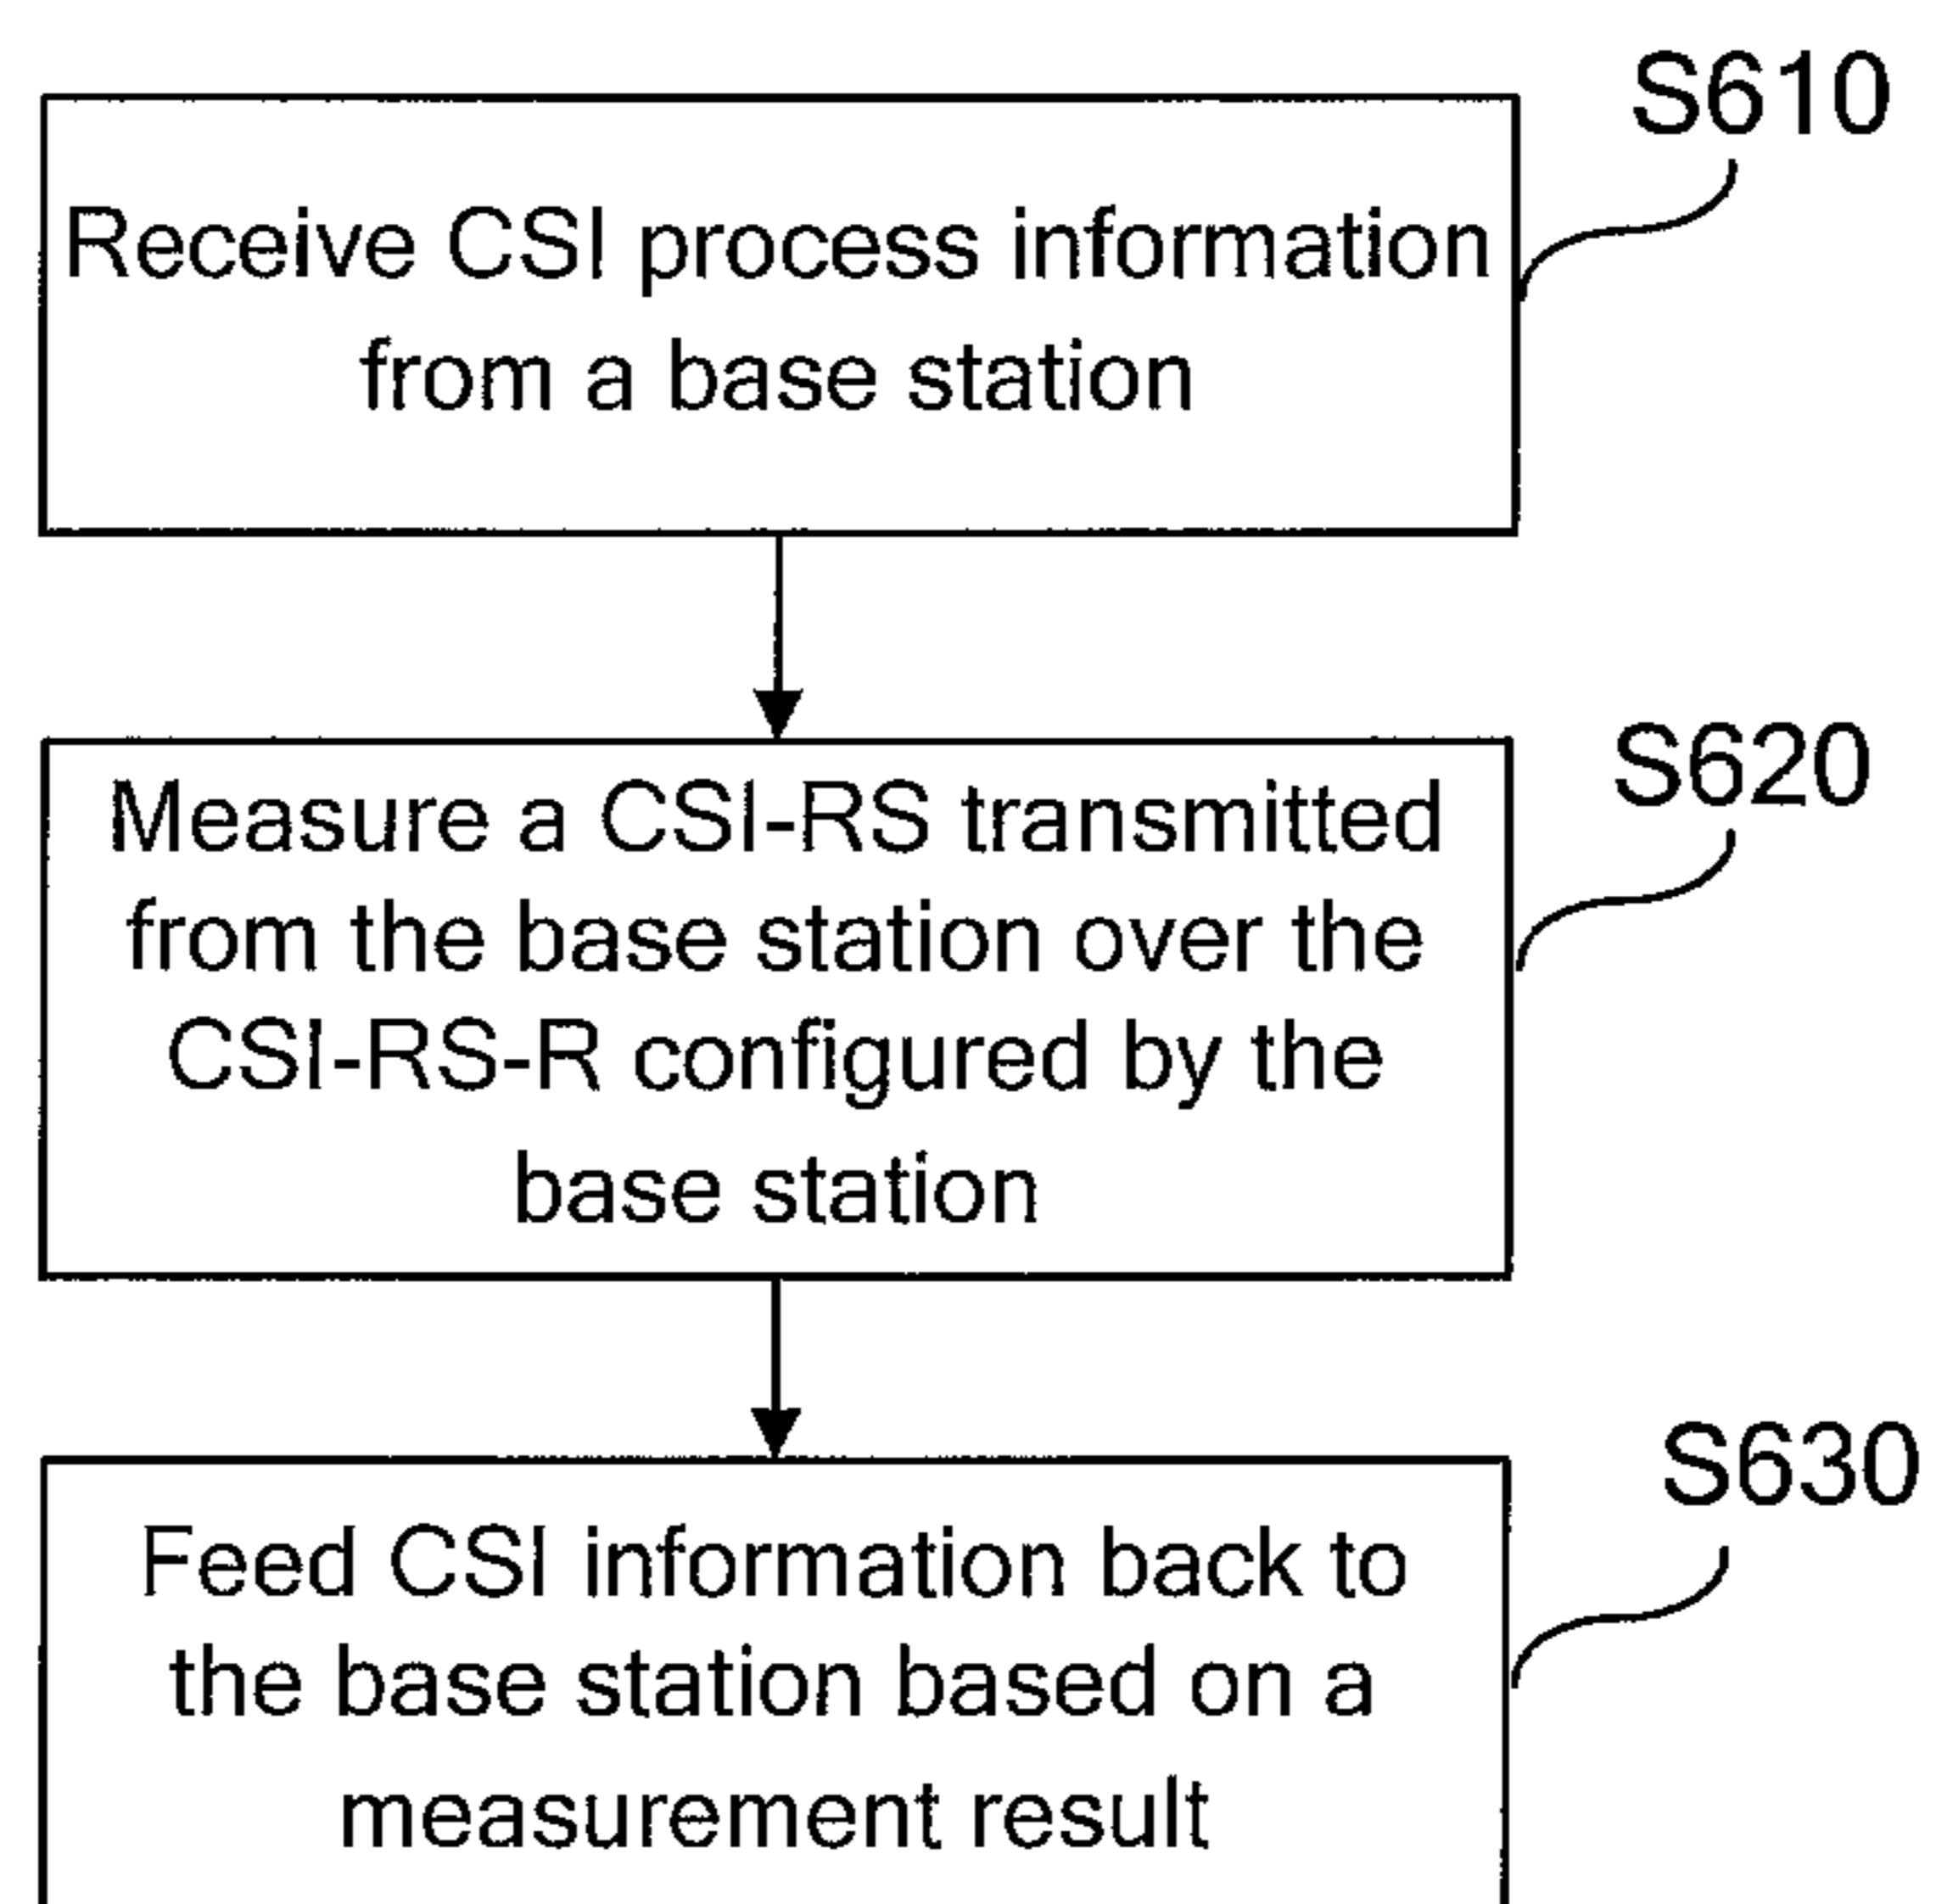 S610
Receive CSI process information
from a base station
S620
Measure a CSI-RS transmitted
from the base station over the
CSI-RS-R configured by the
base station
S630
Feed CSI information back to
the base station based on a
measurement result